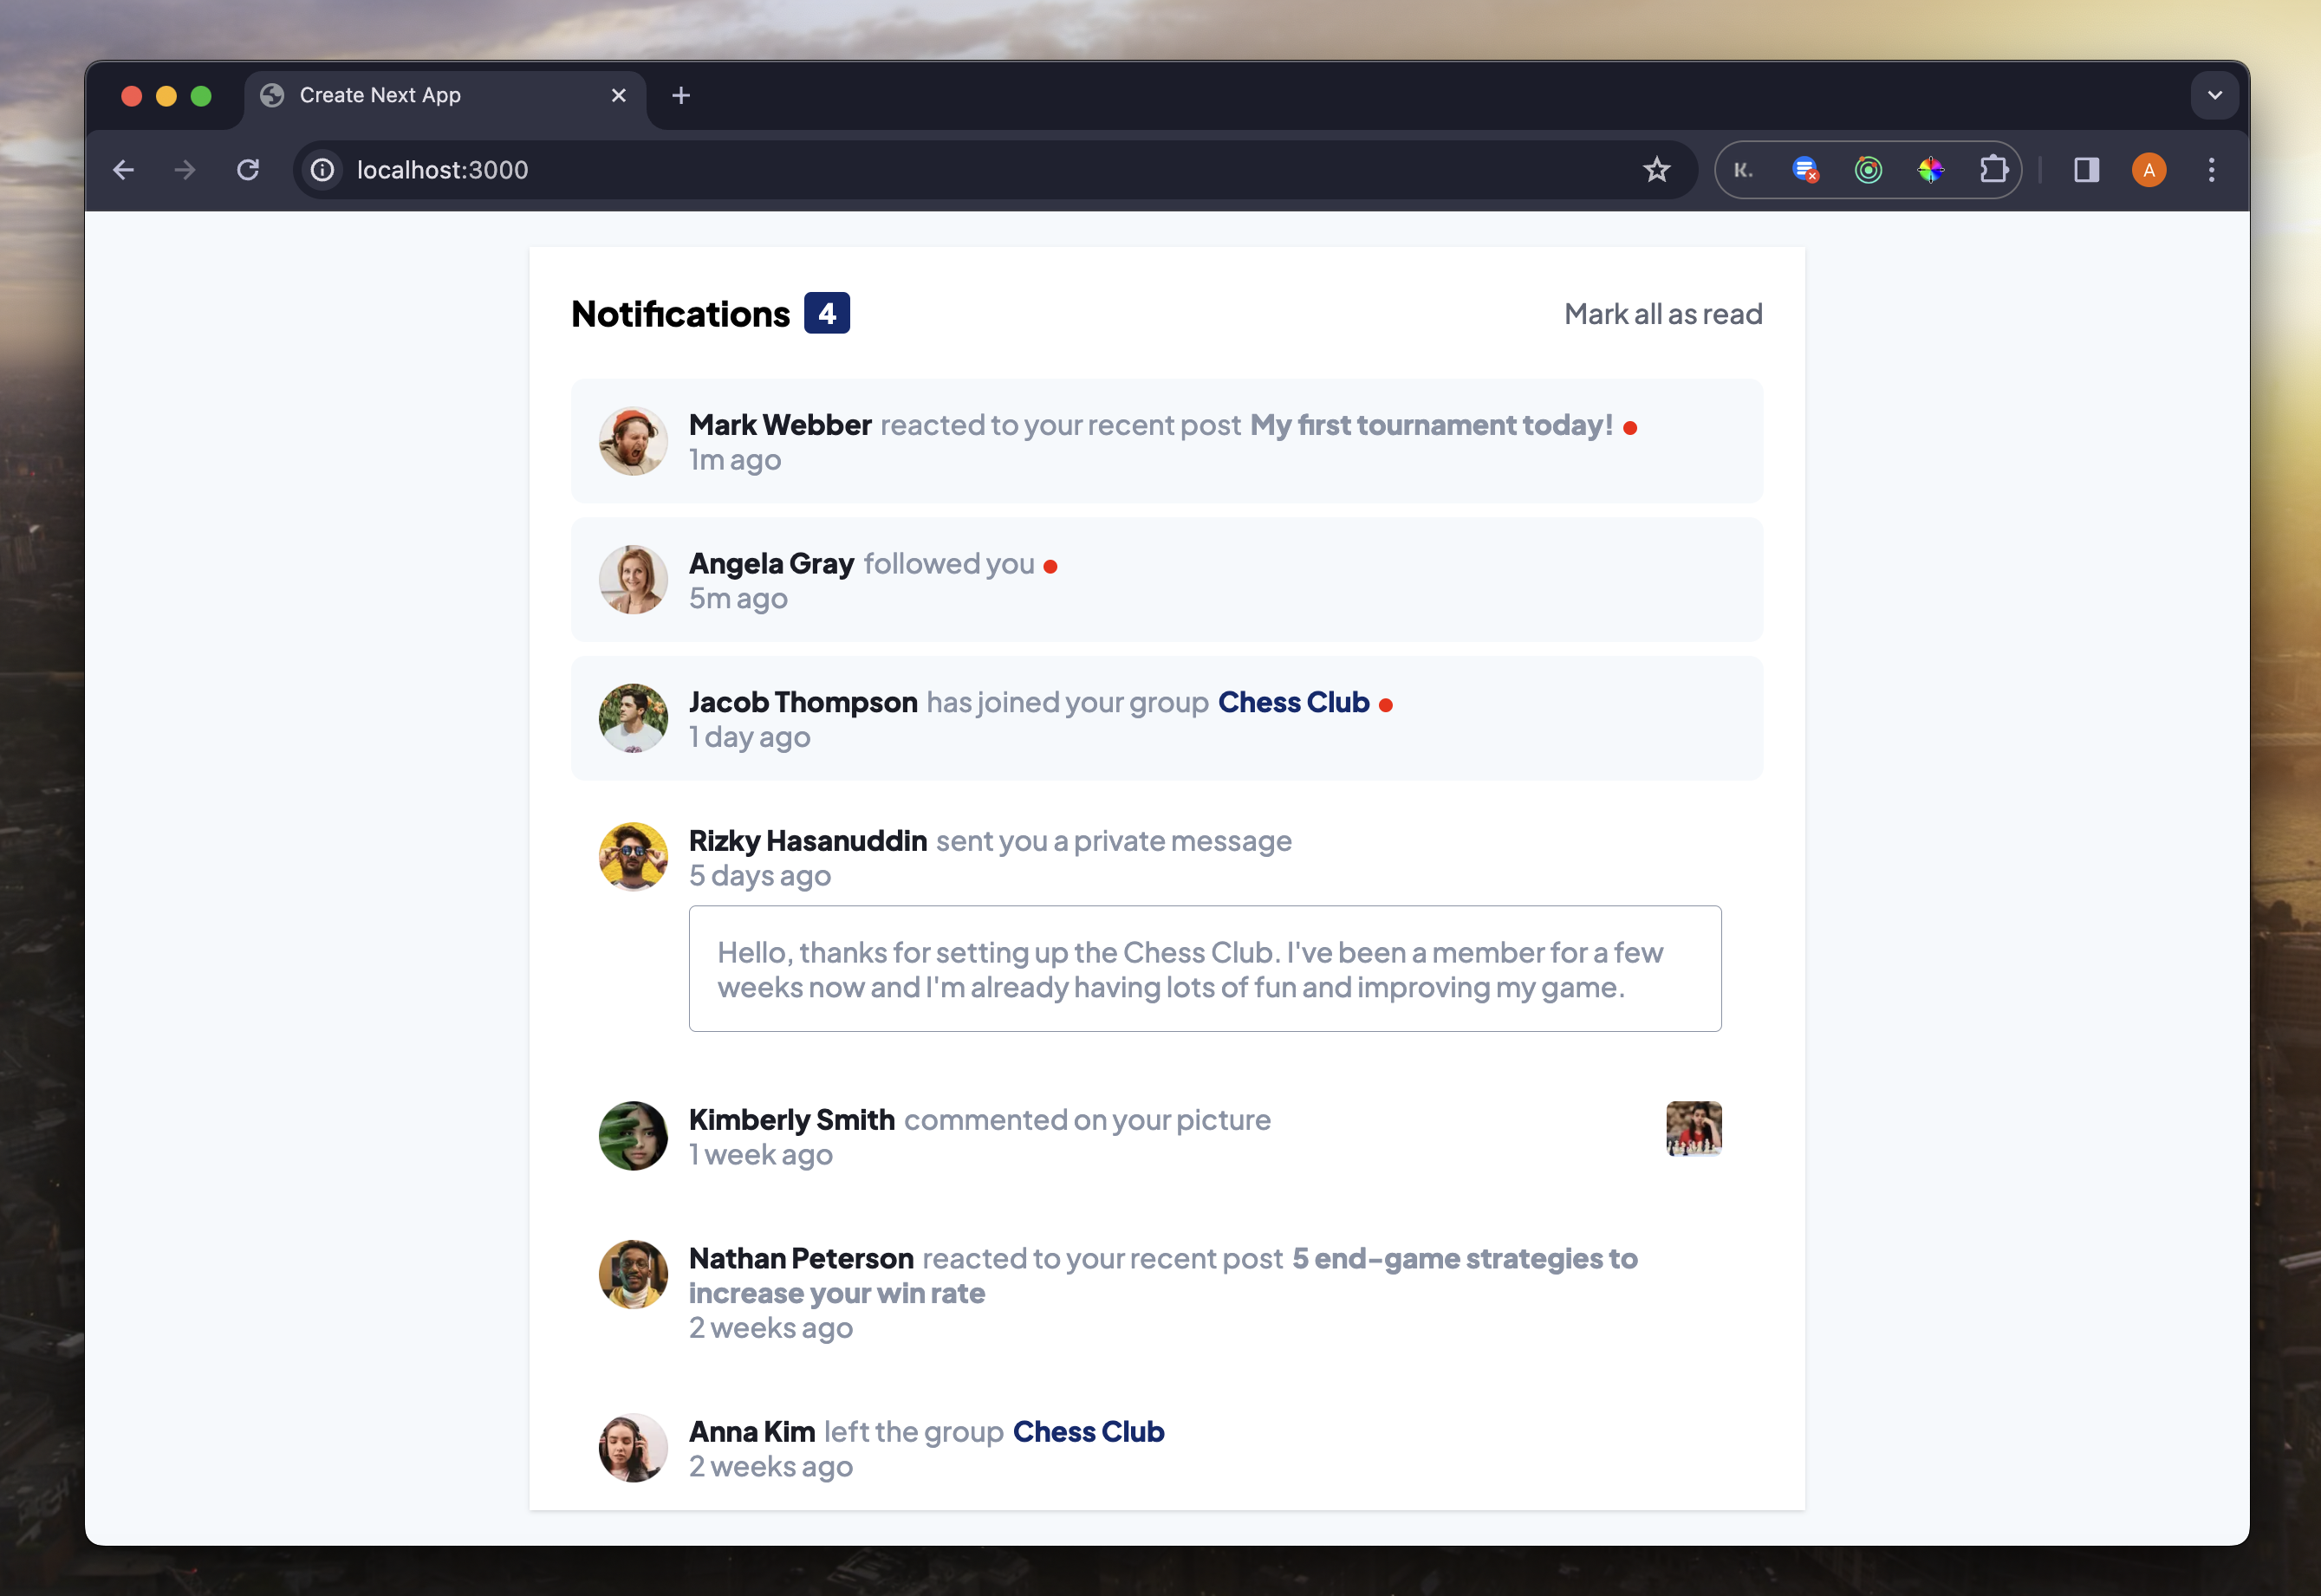 Create Next App
localhost:3000
K.
A
Notifications 4
Mark all as read
Mark Webber reacted to your recent post My first tournament today!
1m ago
Angela Gray followed you
5m ago
Jacob Thompson has joined your group Chess Club
1 day ago
Rizky Hasanuddin sent you a private message
5 days ago
Hello, thanks for setting up the Chess Club. I've been a member for a few
weeks now and I'm already having lots of fun and improving my game.
Kimberly Smith commented on your picture
1 week ago
Nathan Peterson reacted to your recent post 5 end-game strategies to
increase your win rate
2 weeks ago
Anna Kim left the group Chess Club
2 weeks ago